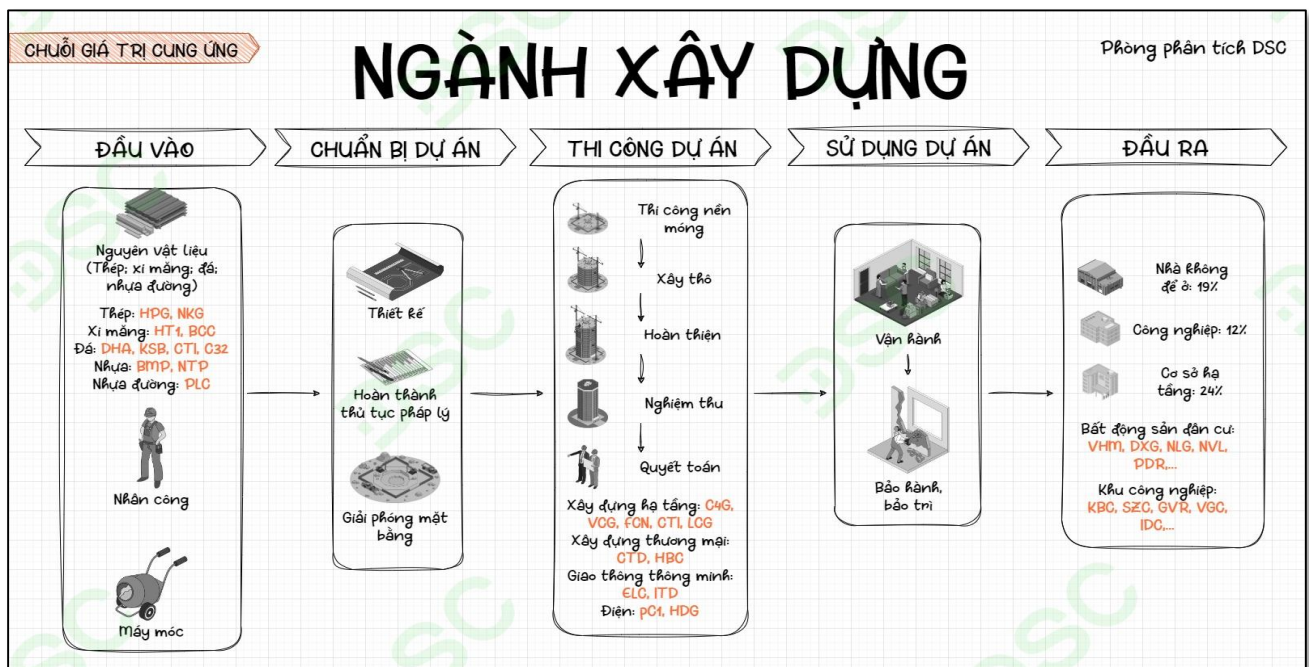 CHUỖI GIÁ TRỊ CUNG ỨNG
NGÀNH XÂY DỰNG
Phòng phân tích DSC
ĐẦU VÀO
Nguyên vật liệu
(Thép; xi măng; đá;
nhựa đường)
Thép: HPG, NKG
Xi măng: HT1, BCC
Đá: DHA, KSB, CTI, C32
Nhựa: BMP, NTP
Nhựa đường: PLC
Nhân công
Máy móc
CHUẨN BỊ DỰ ÁN
Thiết kế
Hoàn thành
thủ tục pháp lý
Giải phóng mặt
bằng
THI CÔNG DỰ ÁN
Thi công nền
móng
Xây thô
Hoàn thiện
Nghiệm thu
Quyết toán
Xây dựng hạ tầng: C4G,
VCG, FCN, CTI, LCG
Xây dựng thương mại:
CTD, HBC
Giao thông thông minh:
ELC, ITD
Điện: PC1, HDG
SỬ DỤNG DỰ ÁN
Vận hành
Bảo hành,
bảo trì
ĐẦU RA
Nhà không
để ở: 19%
Công nghiệp: 12%
Cơ sở hạ
tầng: 24%
Bất động sản dân cư:
VHM, DXG, NLG, NVL,
PDR,...
Khu công nghiệp:
KBC, SZC, GVR, VGC,
IDC,...
DSC
DSC
DSC
DSC
DSC
DSC
DSC